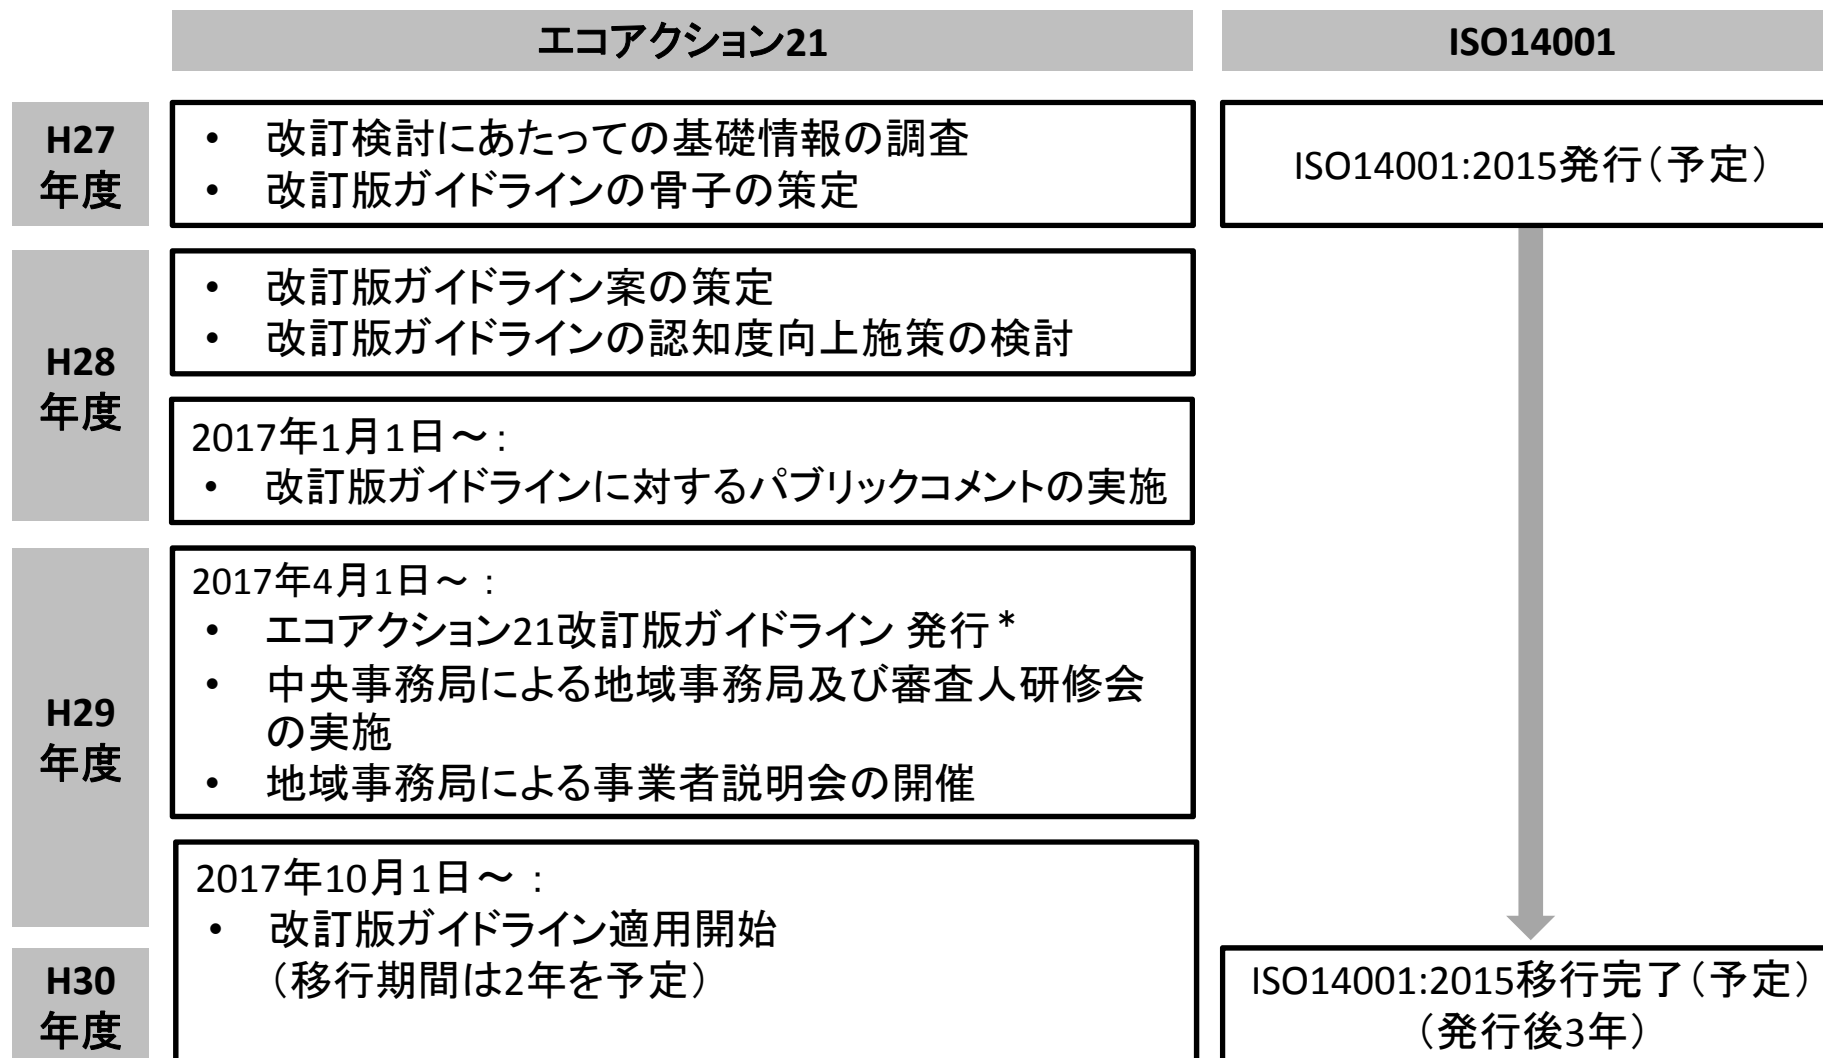 エコアクション21
ISO14001
H27
年度
• 改訂検討にあたっての基礎情報の調査
• 改訂版ガイドラインの骨子の策定
ISO14001:2015発行（予定）
H28
年度
• 改訂版ガイドライン案の策定
• 改訂版ガイドラインの認知度向上施策の検討
2017年1月1日～：
• 改訂版ガイドラインに対するパブリックコメントの実施
H29
年度
2017年4月1日～：
• エコアクション21改訂版ガイドライン 発行*
• 中央事務局による地域事務局及び審査人研修会
の実施
• 地域事務局による事業者説明会の開催
2017年10月1日～：
• 改訂版ガイドライン適用開始
（移行期間は2年を予定）
H30
年度
ISO14001:2015移行完了（予定）
（発行後3年）